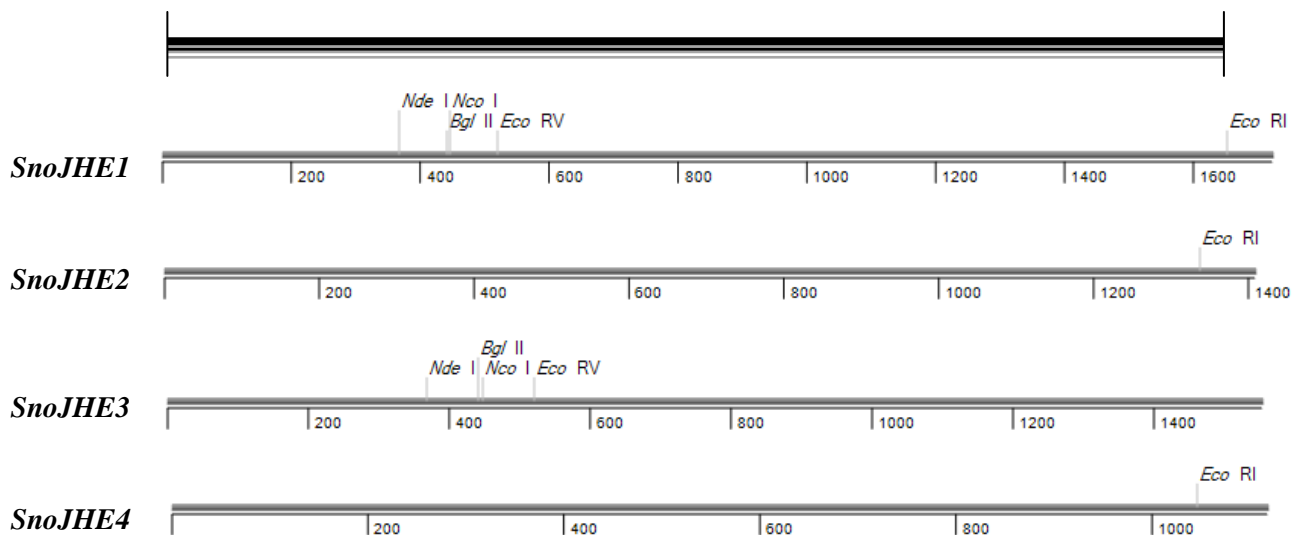 Nde I Nco I
Bgl II Eco RV Eco RI
SnoJHE1
200 400 600 800 1000 1200 1400 1600
Eco RI
SnoJHE2
200 400 600 800 1000 1200 1400
Bgl II
Nde I Nco I Eco RV
SnoJHE3
200 400 600 800 1000 1200 1400
Eco RI
SnoJHE4
200 400 600 800 1000